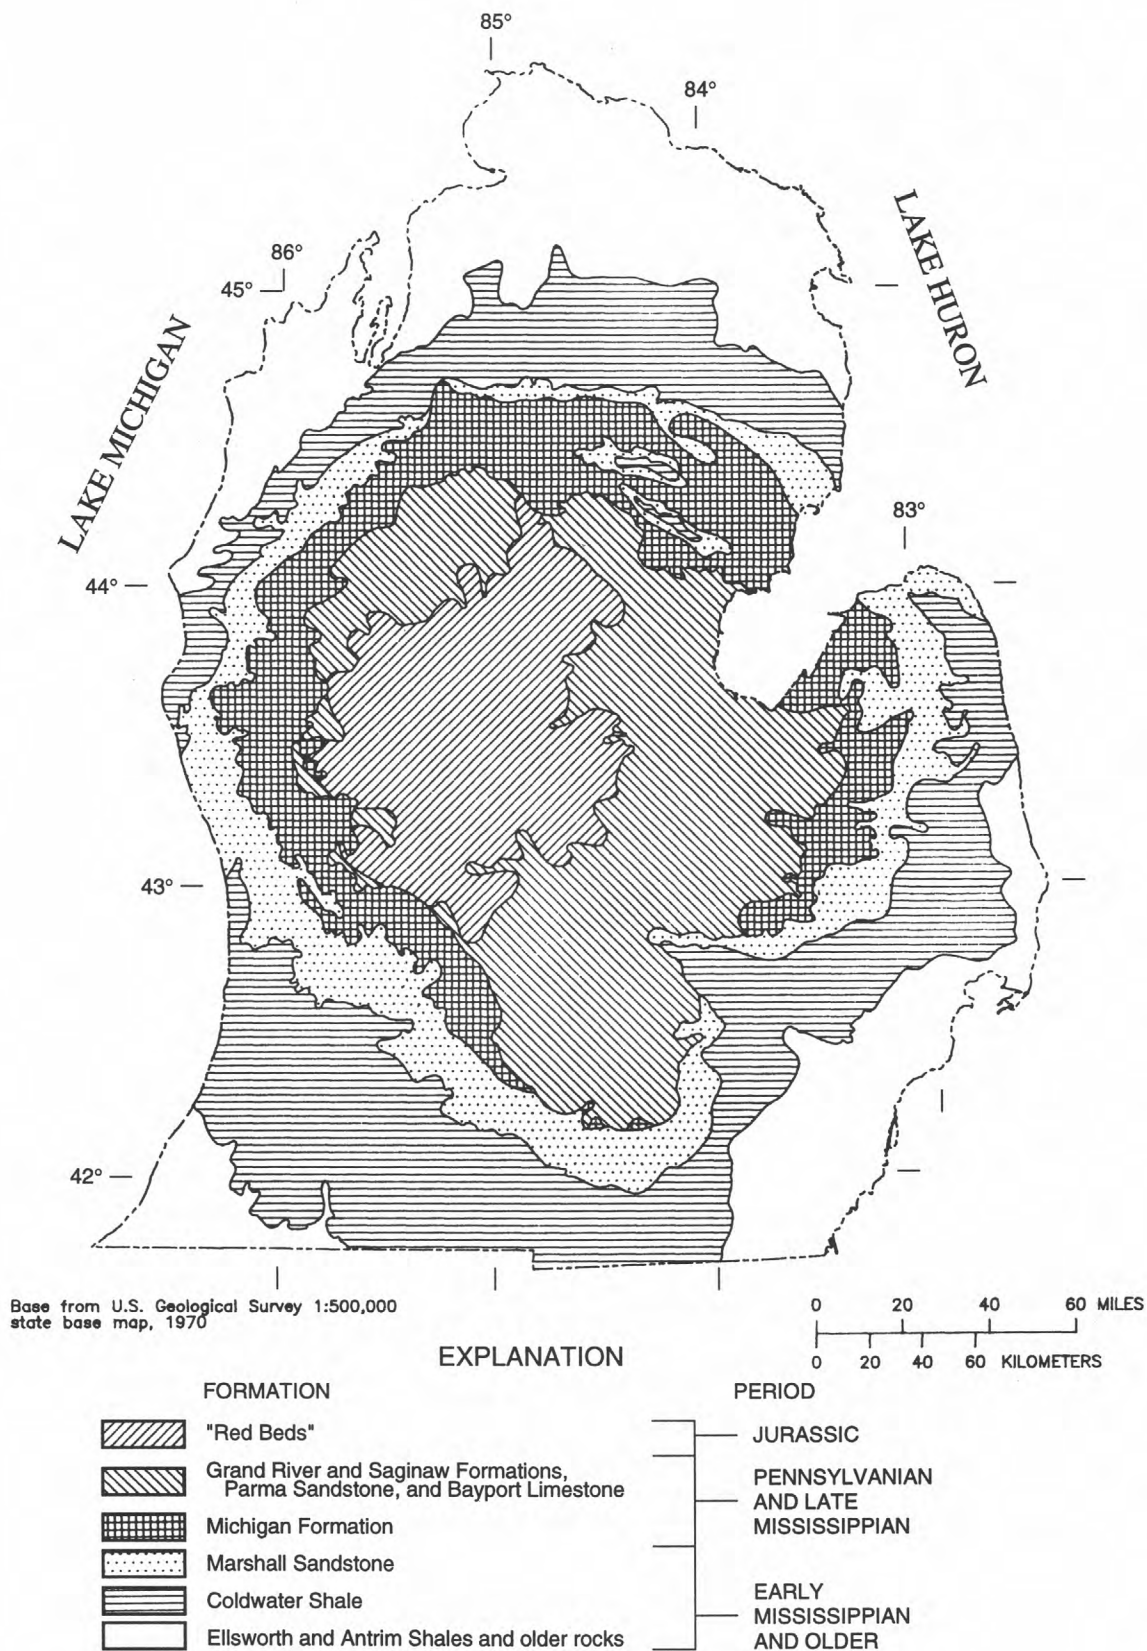 85°
84°
LAKE HURON
86°
45°
LAKE MICHIGAN
83°
44°
43°
42°
Base from U.S. Geological Survey 1:500,000
state base map, 1970
0 20 40 60 MILES
0 20 40 60 KILOMETERS
EXPLANATION
FORMATION
PERIOD
"Red Beds"
JURASSIC
Grand River and Saginaw Formations,
Parma Sandstone, and Bayport Limestone
PENNSYLVANIAN
AND LATE
MISSISSIPPIAN
Michigan Formation
Marshall Sandstone
Coldwater Shale
EARLY
MISSISSIPPIAN
AND OLDER
Ellsworth and Antrim Shales and older rocks